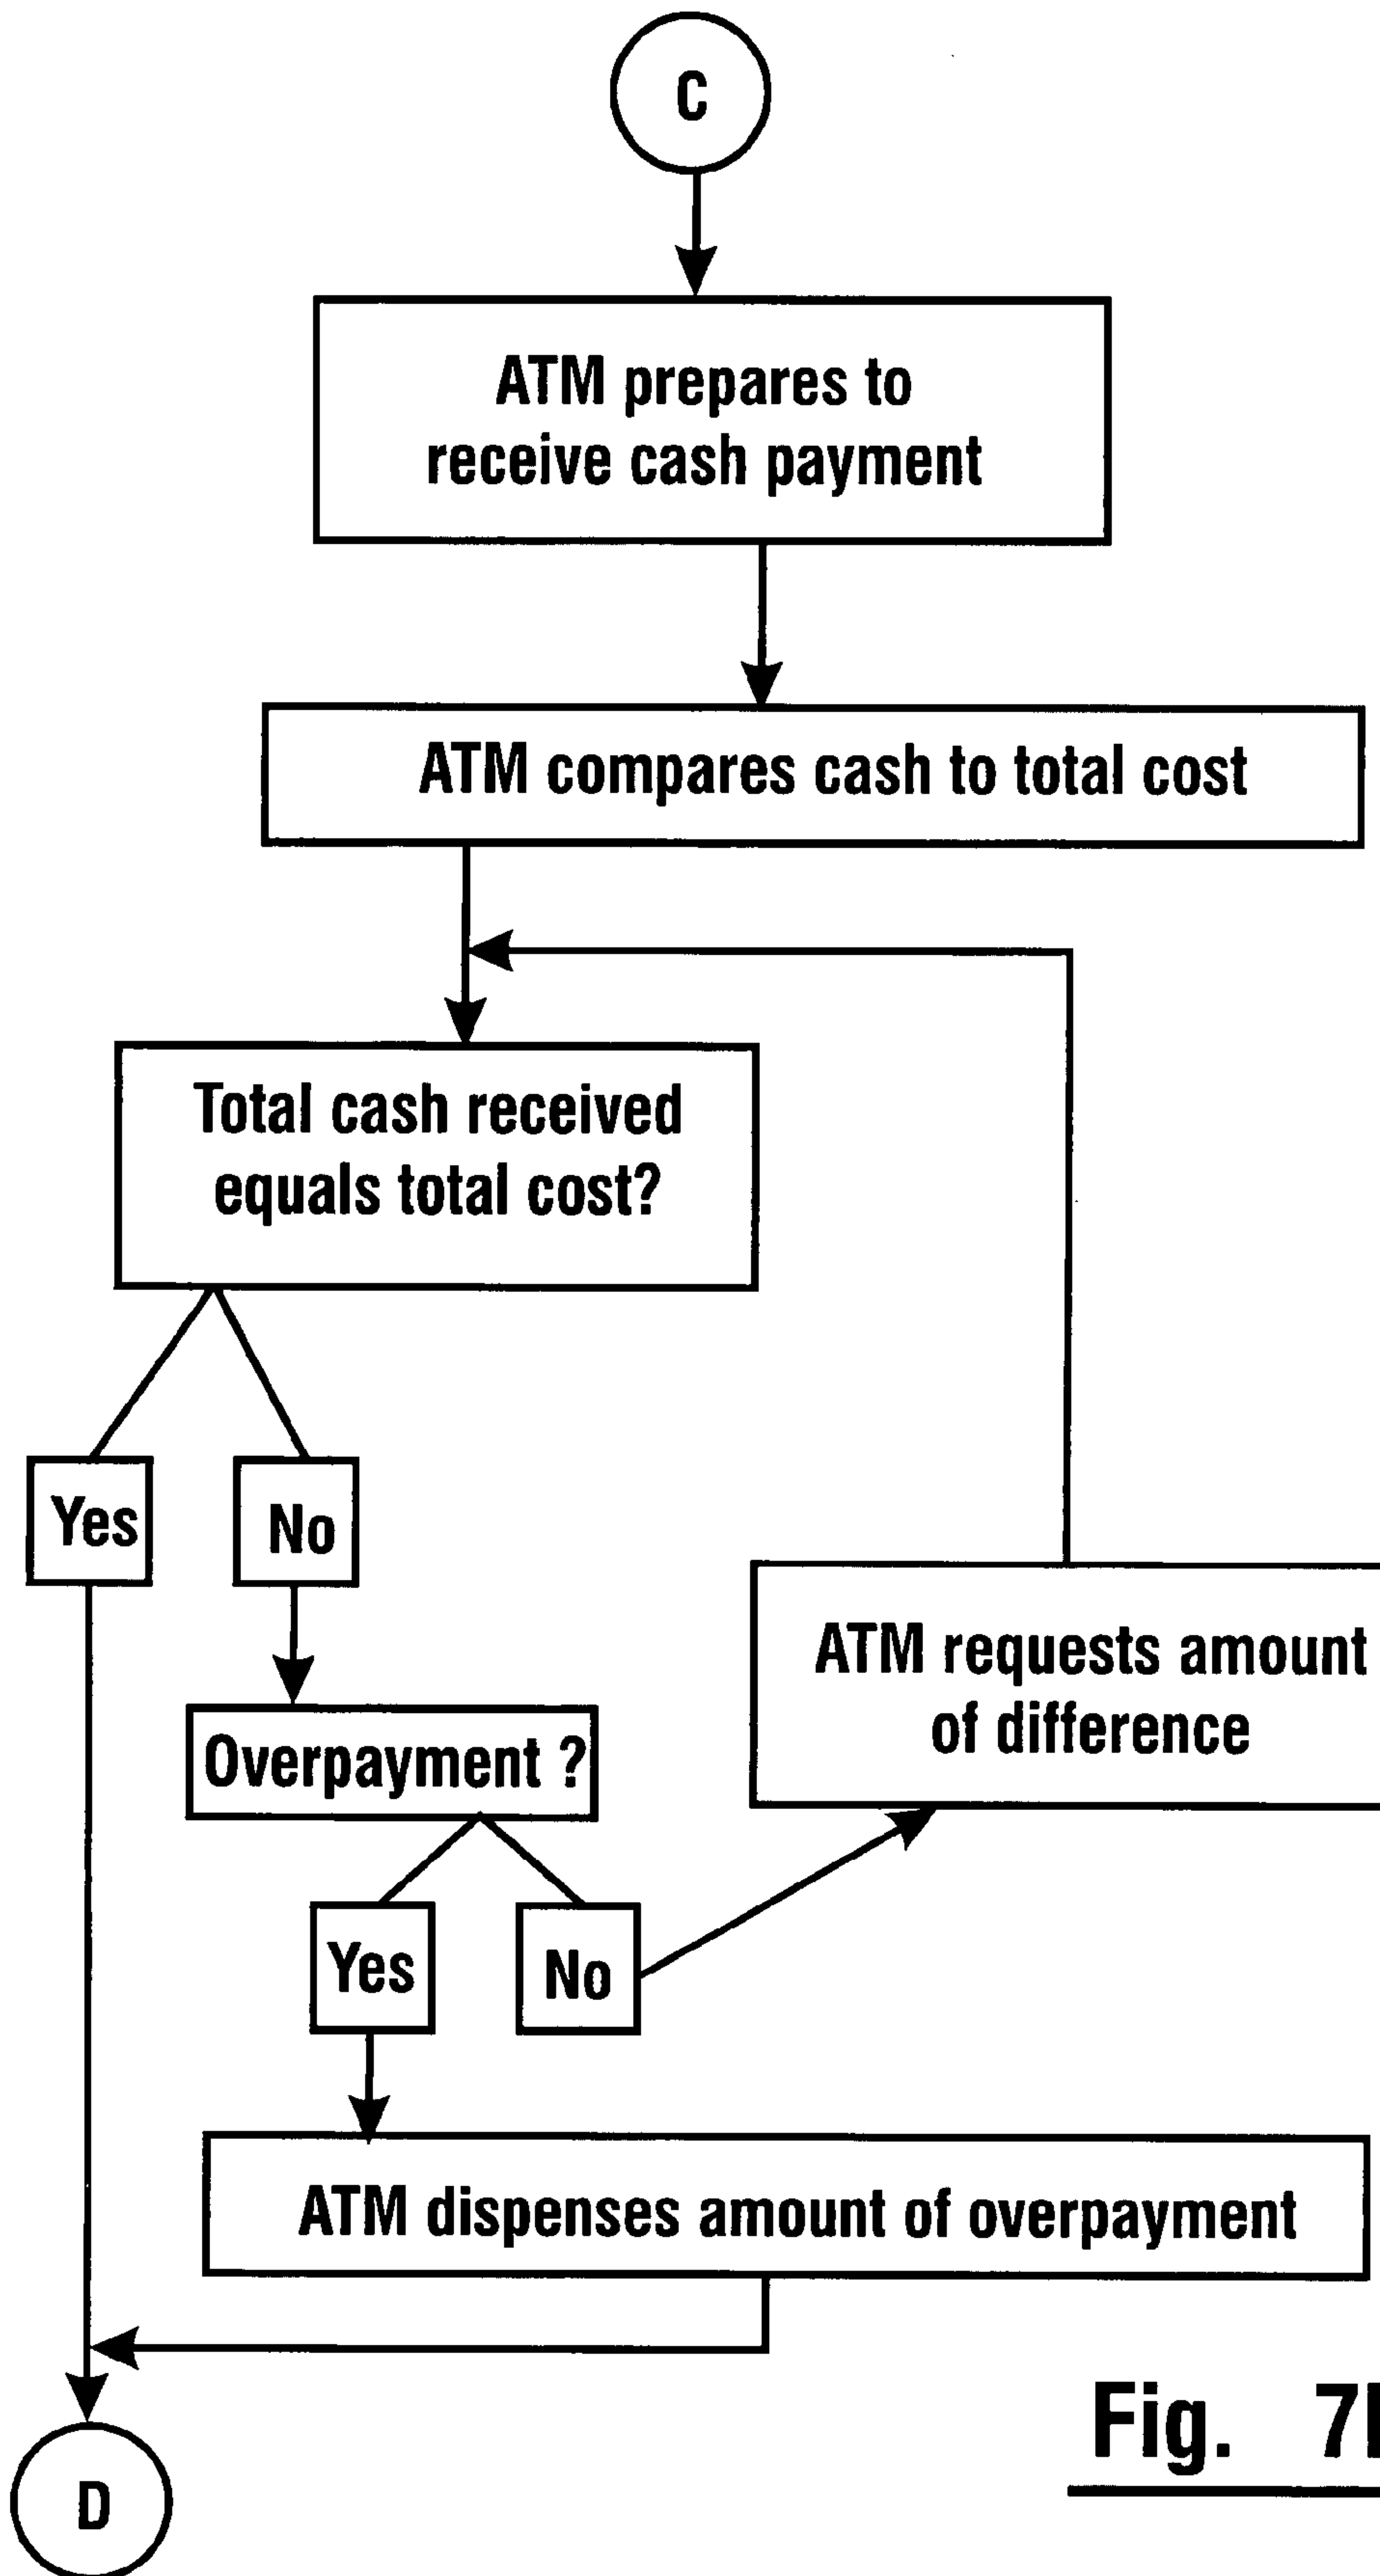 C
ATM prepares to
receive cash payment
ATM compares cash to total cost
Total cash received
equals total cost?
Yes
No
ATM requests amount
of difference
Overpayment ?
Yes
No
ATM dispenses amount of overpayment
Fig.
D